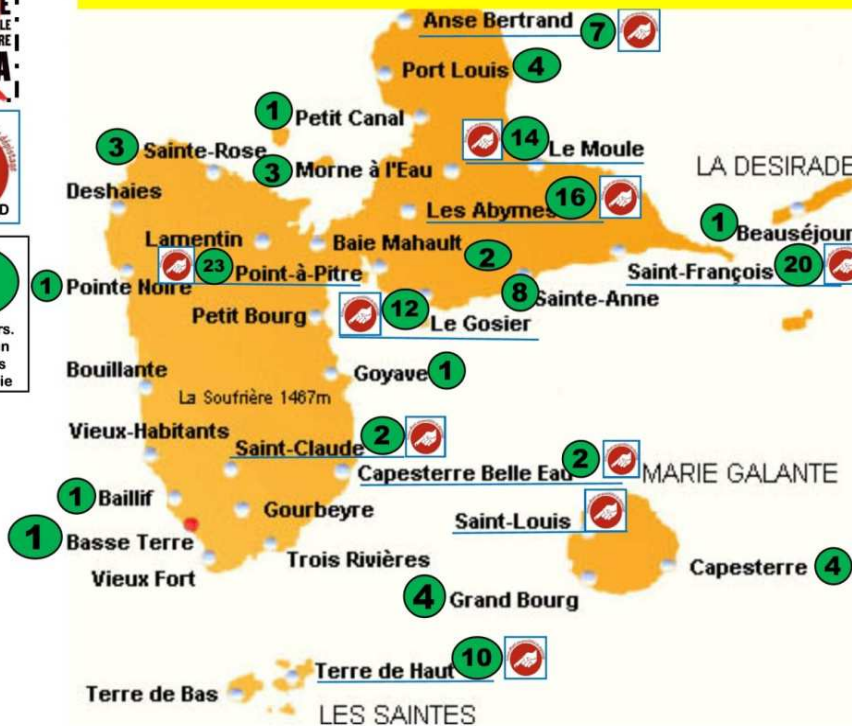 LE
RE
A
D
rs.
n
s
ie
Anse Bertrand 7
Port Louis 4
1 Petit Canal
14 Le Moule
3 Sainte-Rose
3 Morne à l'Eau
LA DESIRADE
Deshaies
Les Abymes 16
1 Beauséjour
Lamentin
Baie Mahault 2
23 Point-à-Pitre
Saint-François 20
1 Pointe Noire
8 Sainte-Anne
Petit Bourg
12 Le Gosier
Bouillante
Goyave 1
La Soufrière 1467m
Vieux-Habitants
Saint-Claude 2
Capesterre Belle Eau 2
MARIE GALANTE
1 Baillif
Gourbeyre
Saint-Louis
1 Basse Terre
Trois Rivières
Capesterre 4
Vieux Fort
4 Grand Bourg
Terre de Haut 10
Terre de Bas
LES SAINTES